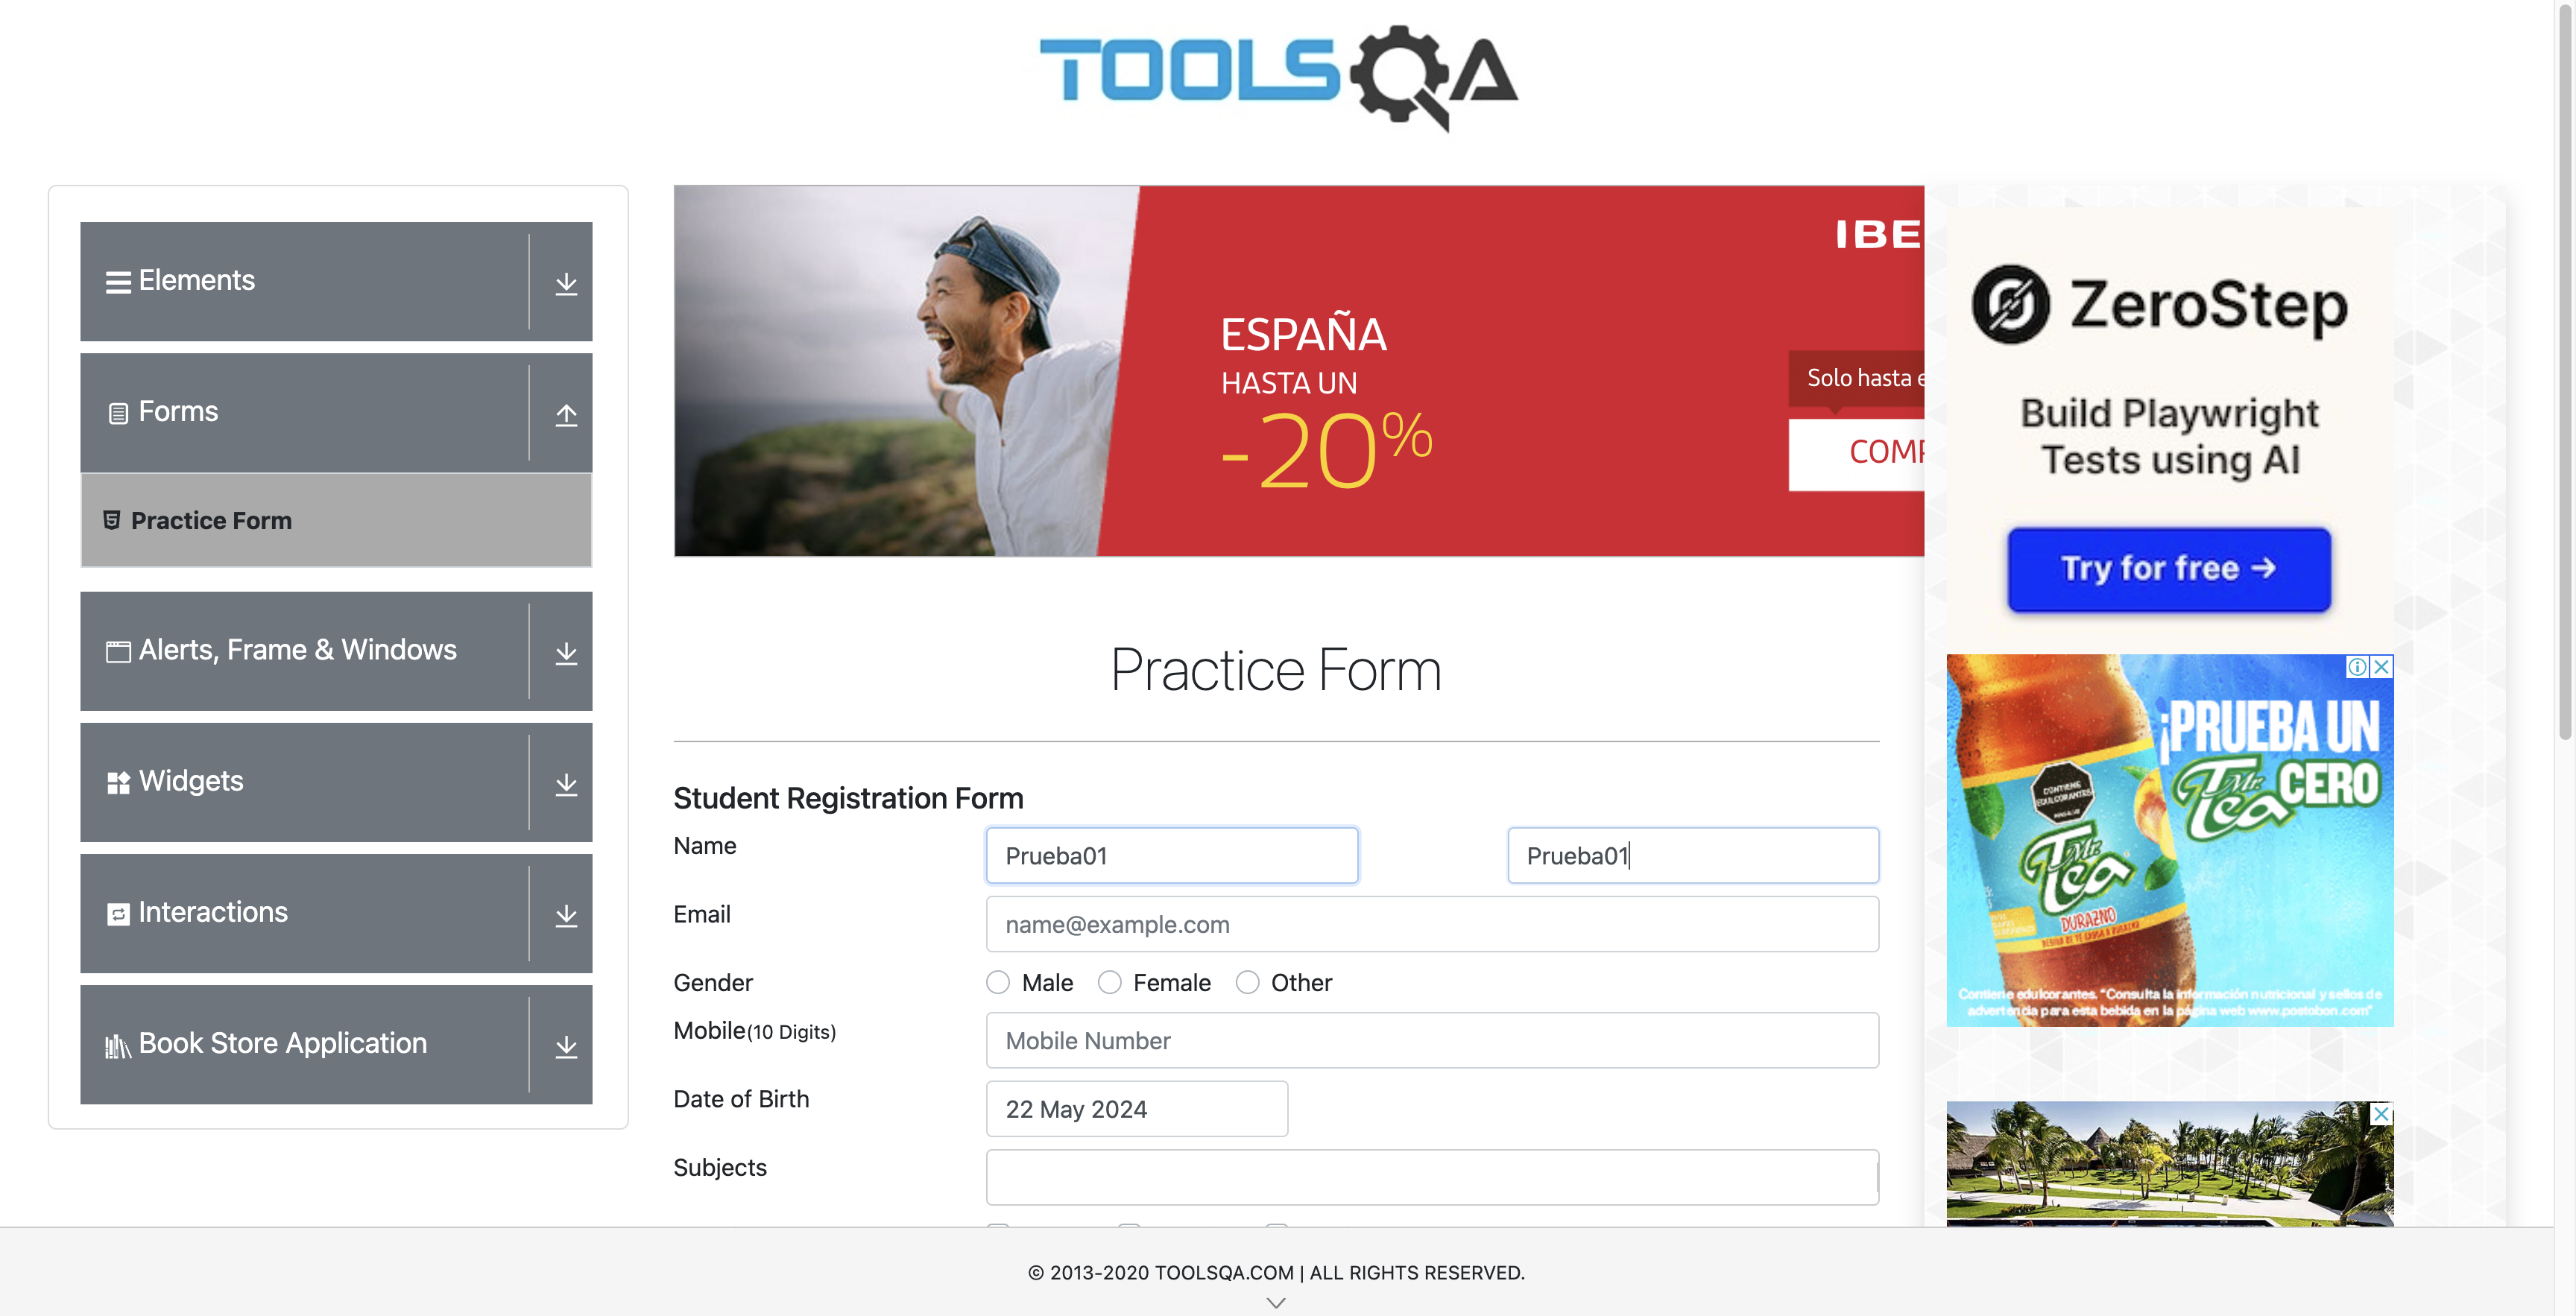 TOOLSQA
Elements
Forms
Practice Form
Alerts, Frame & Windows
Widgets
Interactions
Book Store Application
IBE
ESPAÑA
HASTA UN
-20%
Solo hasta e
COMP
Practice Form
Student Registration Form
Name
Prueba01
Prueba01
Email
name@example.com
Gender
Male
Female
Other
Mobile(10 Digits)
Mobile Number
Date of Birth
22 May 2024
Subjects
ZeroStep
Build Playwright
Tests using AI
Try for free →
¡PRUEBA UN
Mr. Tea CERO
CONTIENE
EDULCORANTES
Mr. Tea
DURAZNO
Contiene edulcorantes. "Consulta la información nutricional y sellos de
advertencia para esta bebida en la página web www.postobon.com"
© 2013-2020 TOOLSQA.COM | ALL RIGHTS RESERVED.